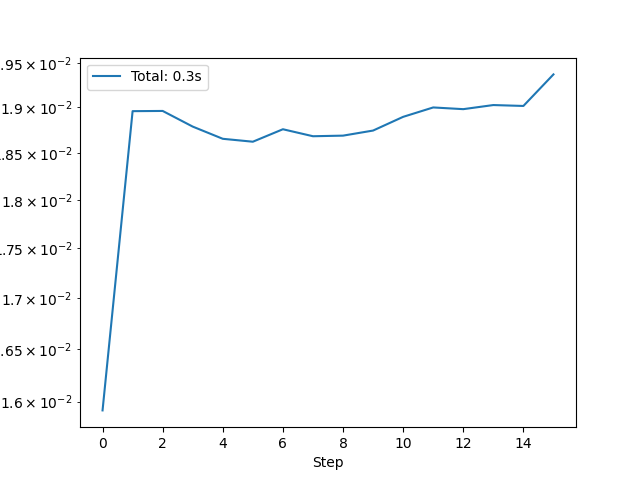 .95 × 10⁻²
1.9 × 10⁻²
.85 × 10⁻²
1.8 × 10⁻²
.75 × 10⁻²
1.7 × 10⁻²
.65 × 10⁻²
1.6 × 10⁻²
Total: 0.3s
0 2 4 6 8 10 12 14
Step